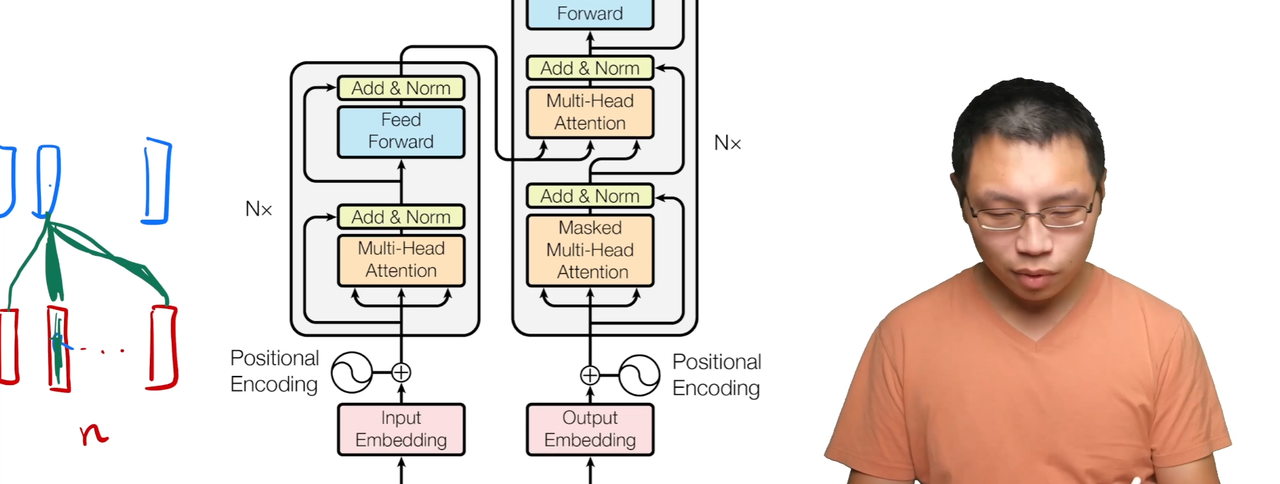 Forward
Add & Norm
Multi-Head
Attention
Nx
Add & Norm
Masked
Multi-Head
Attention
Positional
Encoding
Output
Embedding
Add & Norm
Feed
Forward
Nx
Add & Norm
Multi-Head
Attention
Positional
Encoding
Input
Embedding
n